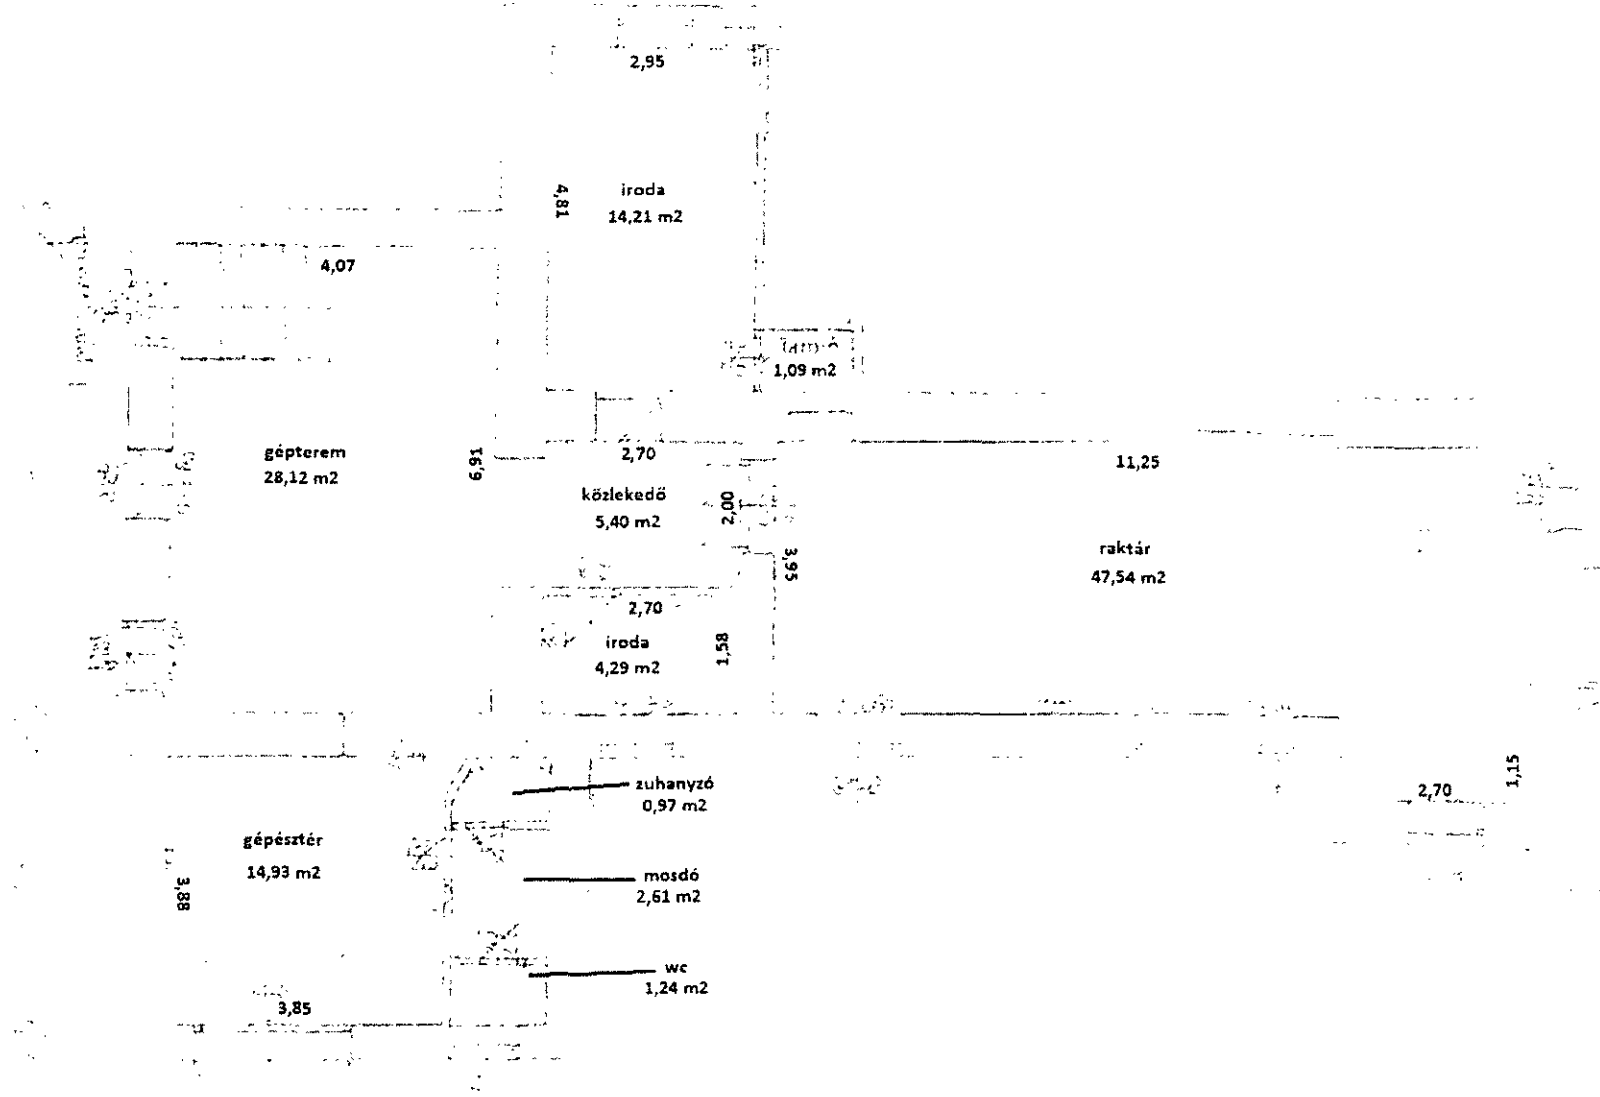 2,95
4,81
iroda
14,21 m2
4,07
1,09 m2
gépterem
28,12 m2
6,91
2,70
közlekedő
5,40 m2
2,00
11,25
3,95
raktár
47,54 m2
2,70
iroda
4,29 m2
1,58
zuhanyzó
0,97 m2
1,15
2,70
gépésztér
14,93 m2
3,88
mosdó
2,61 m2
wc
1,24 m2
3,85